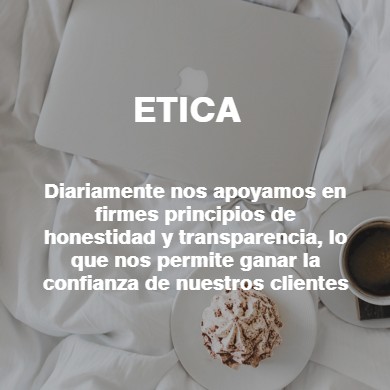 ETICA
Diariamente nos apoyamos en
firmes principios de
honestidad y transparencia, lo
que nos permite ganar la
confianza de nuestros clientes